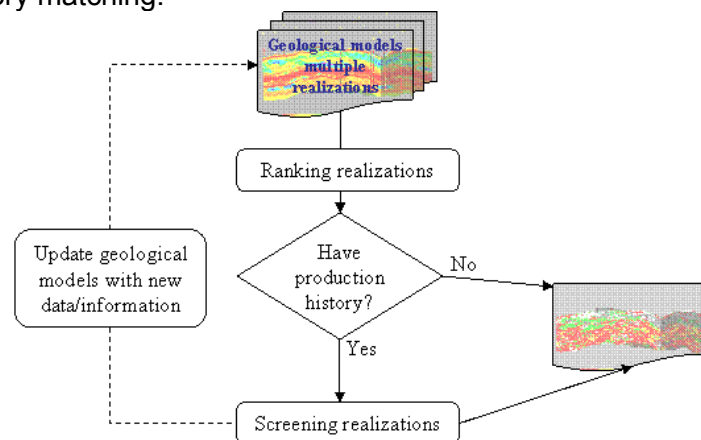 ory matching.
Geological models
multiple
realizations
Ranking realizations
Have
production
history?
No
Update geological
models with new
data/information
Yes
Screening realizations